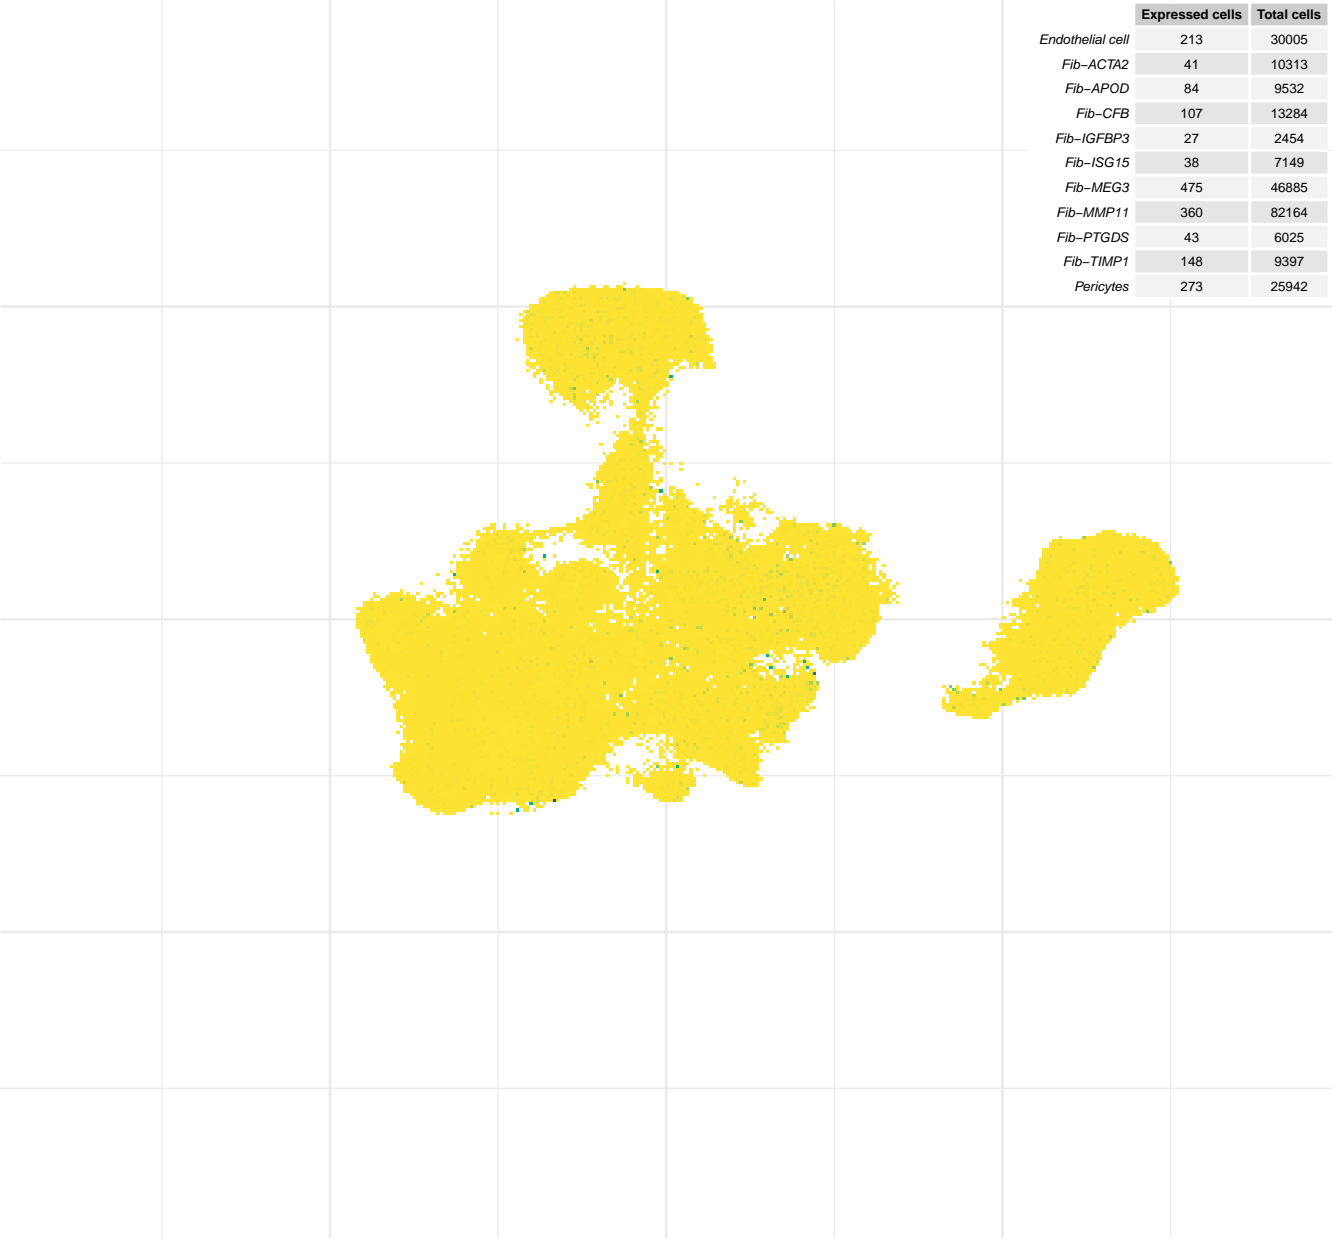 Expressed cells Total cells
Endothelial cell 213 30005
Fib−ACTA2 41 10313
Fib−APOD 84 9532
Fib−CFB 107 13284
Fib−IGFBP3 27 2454
Fib−ISG15 38 7149
Fib−MEG3 475 46885
Fib−MMP11 360 82164
Fib−PTGDS 43 6025
Fib−TIMP1 148 9397
Pericytes 273 25942